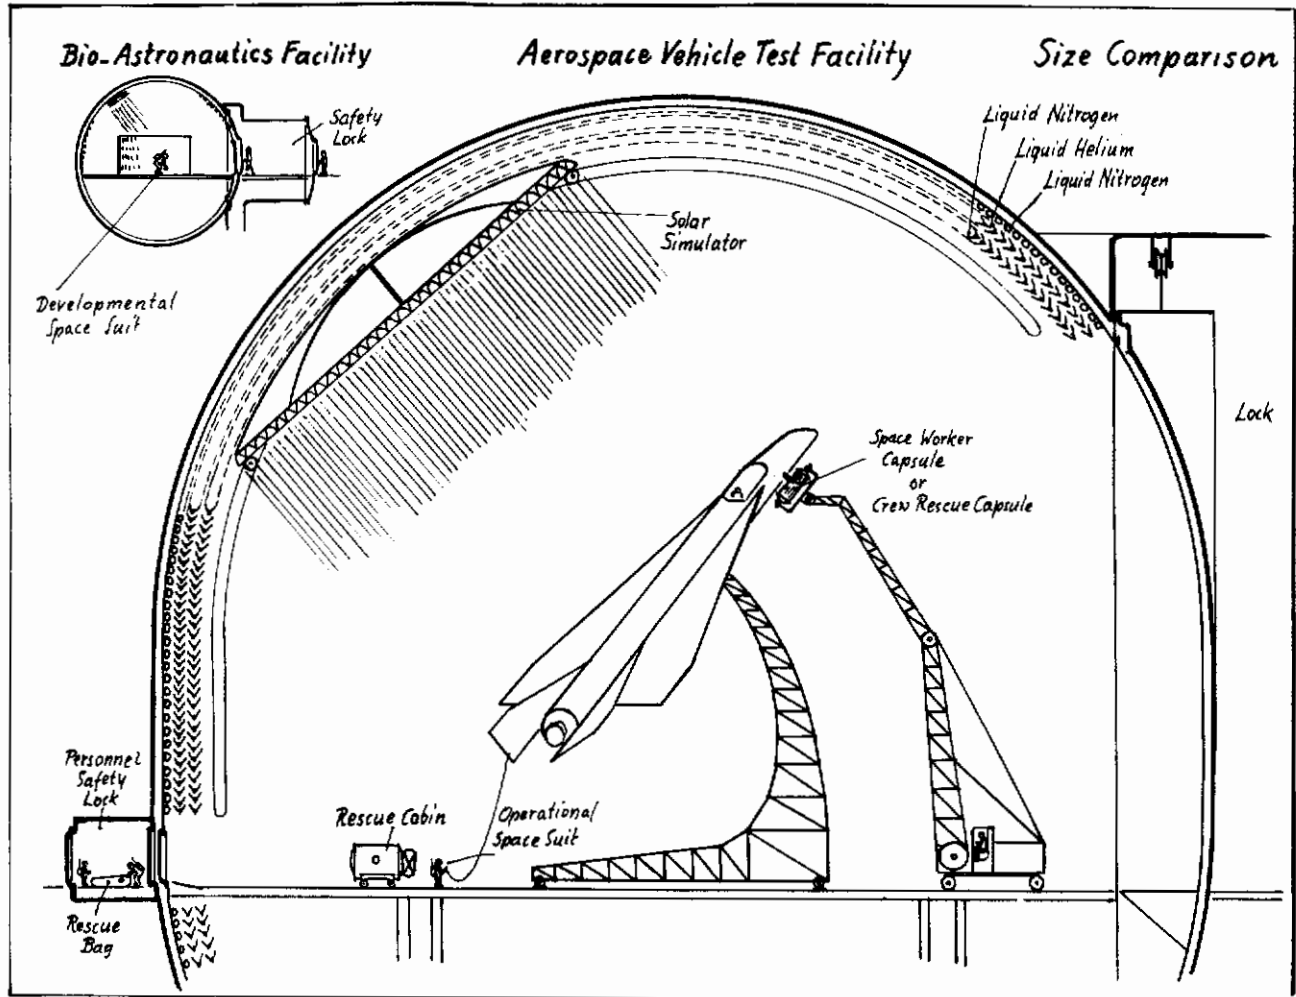 Bio-Astronautics Facility
Aerospace Vehicle Test Facility
Size Comparison
Safety
Lock
Liquid Nitrogen
Liquid Helium
Liquid Nitrogen
Solar
Simulator
Developmental
Space Suit
Lock
Space Worker
Capsule
or
Crew Rescue Capsule
A
Personnel
Safety
Lock
Rescue Cabin
Operational
Space Suit
Rescue
Bag